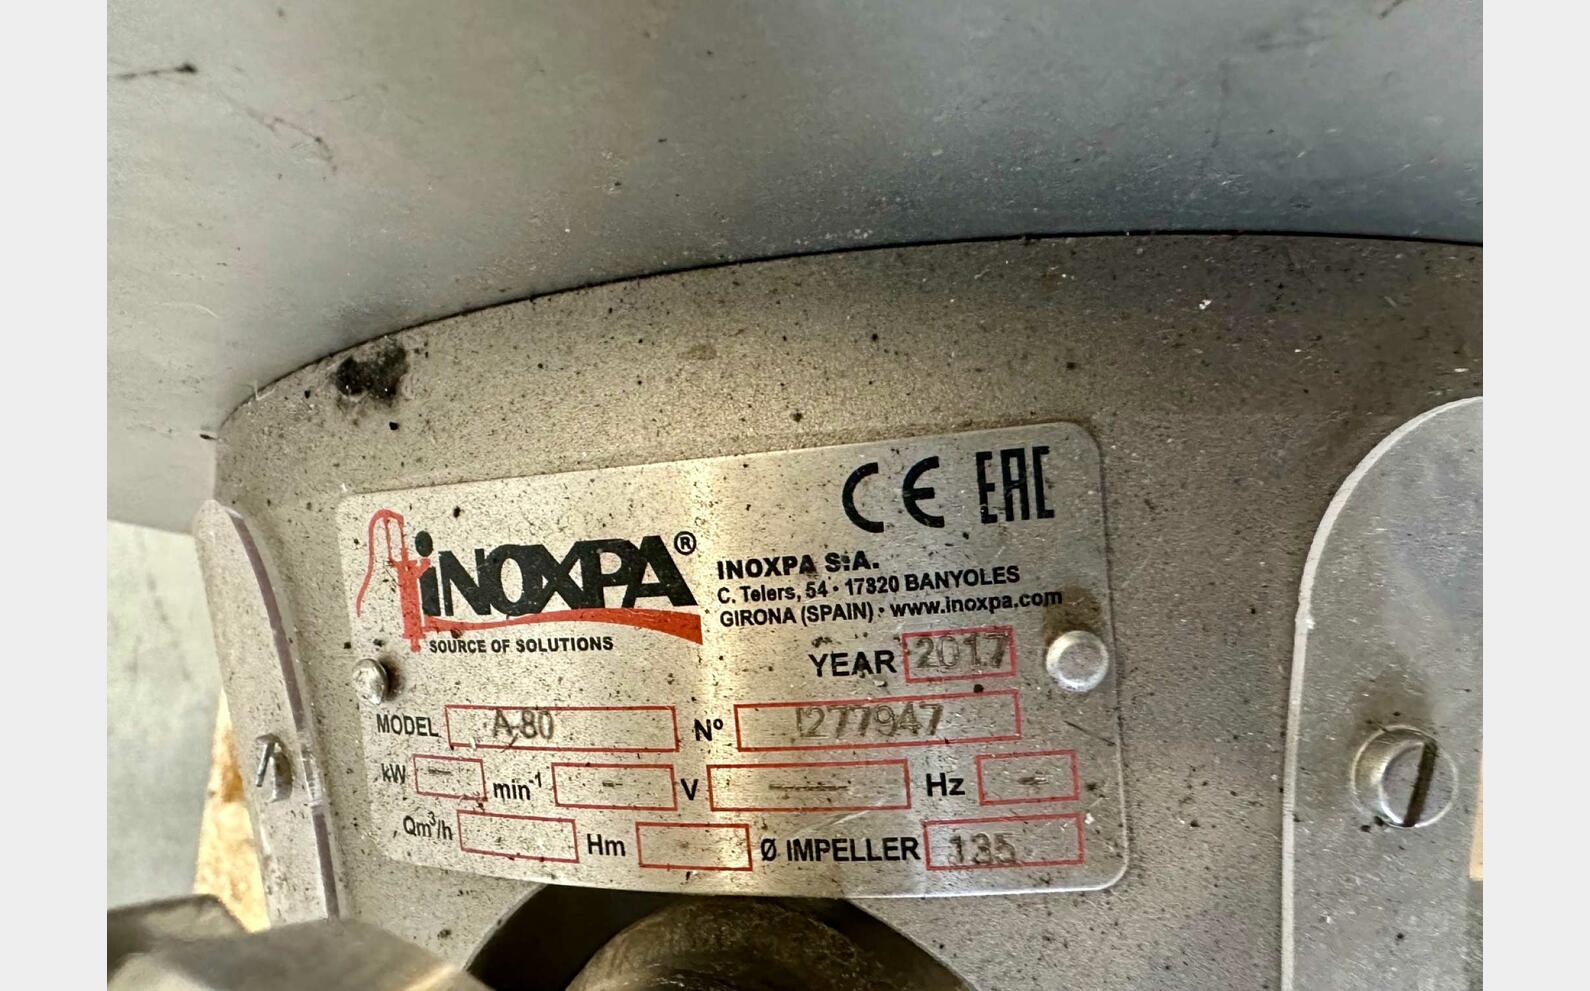 CE EAC
iNOXPA®
SOURCE OF SOLUTIONS
INOXPA S.A.
C. Telers, 54 · 17820 BANYOLES
GIRONA (SPAIN) · www.inoxpa.com
YEAR 2017
MODEL A-80 Nº 1277947
kW - min-1 - V - Hz -
Qm³/h Hm Ø IMPELLER 135